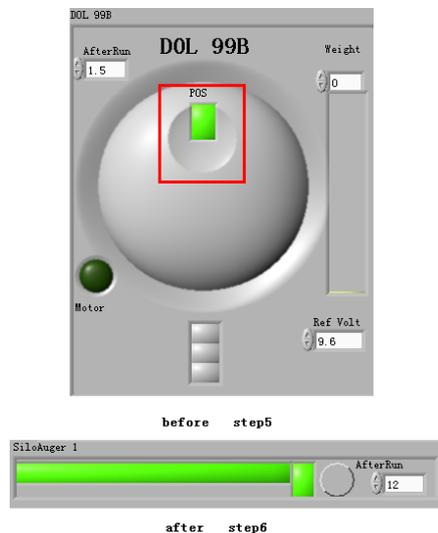 DOL 99B
DOL 99B
AfterRun
1.5
Weight
0
POS
Motor
Ref Volt
9.6
before step5
SiloAuger 1
AfterRun
12
after step6